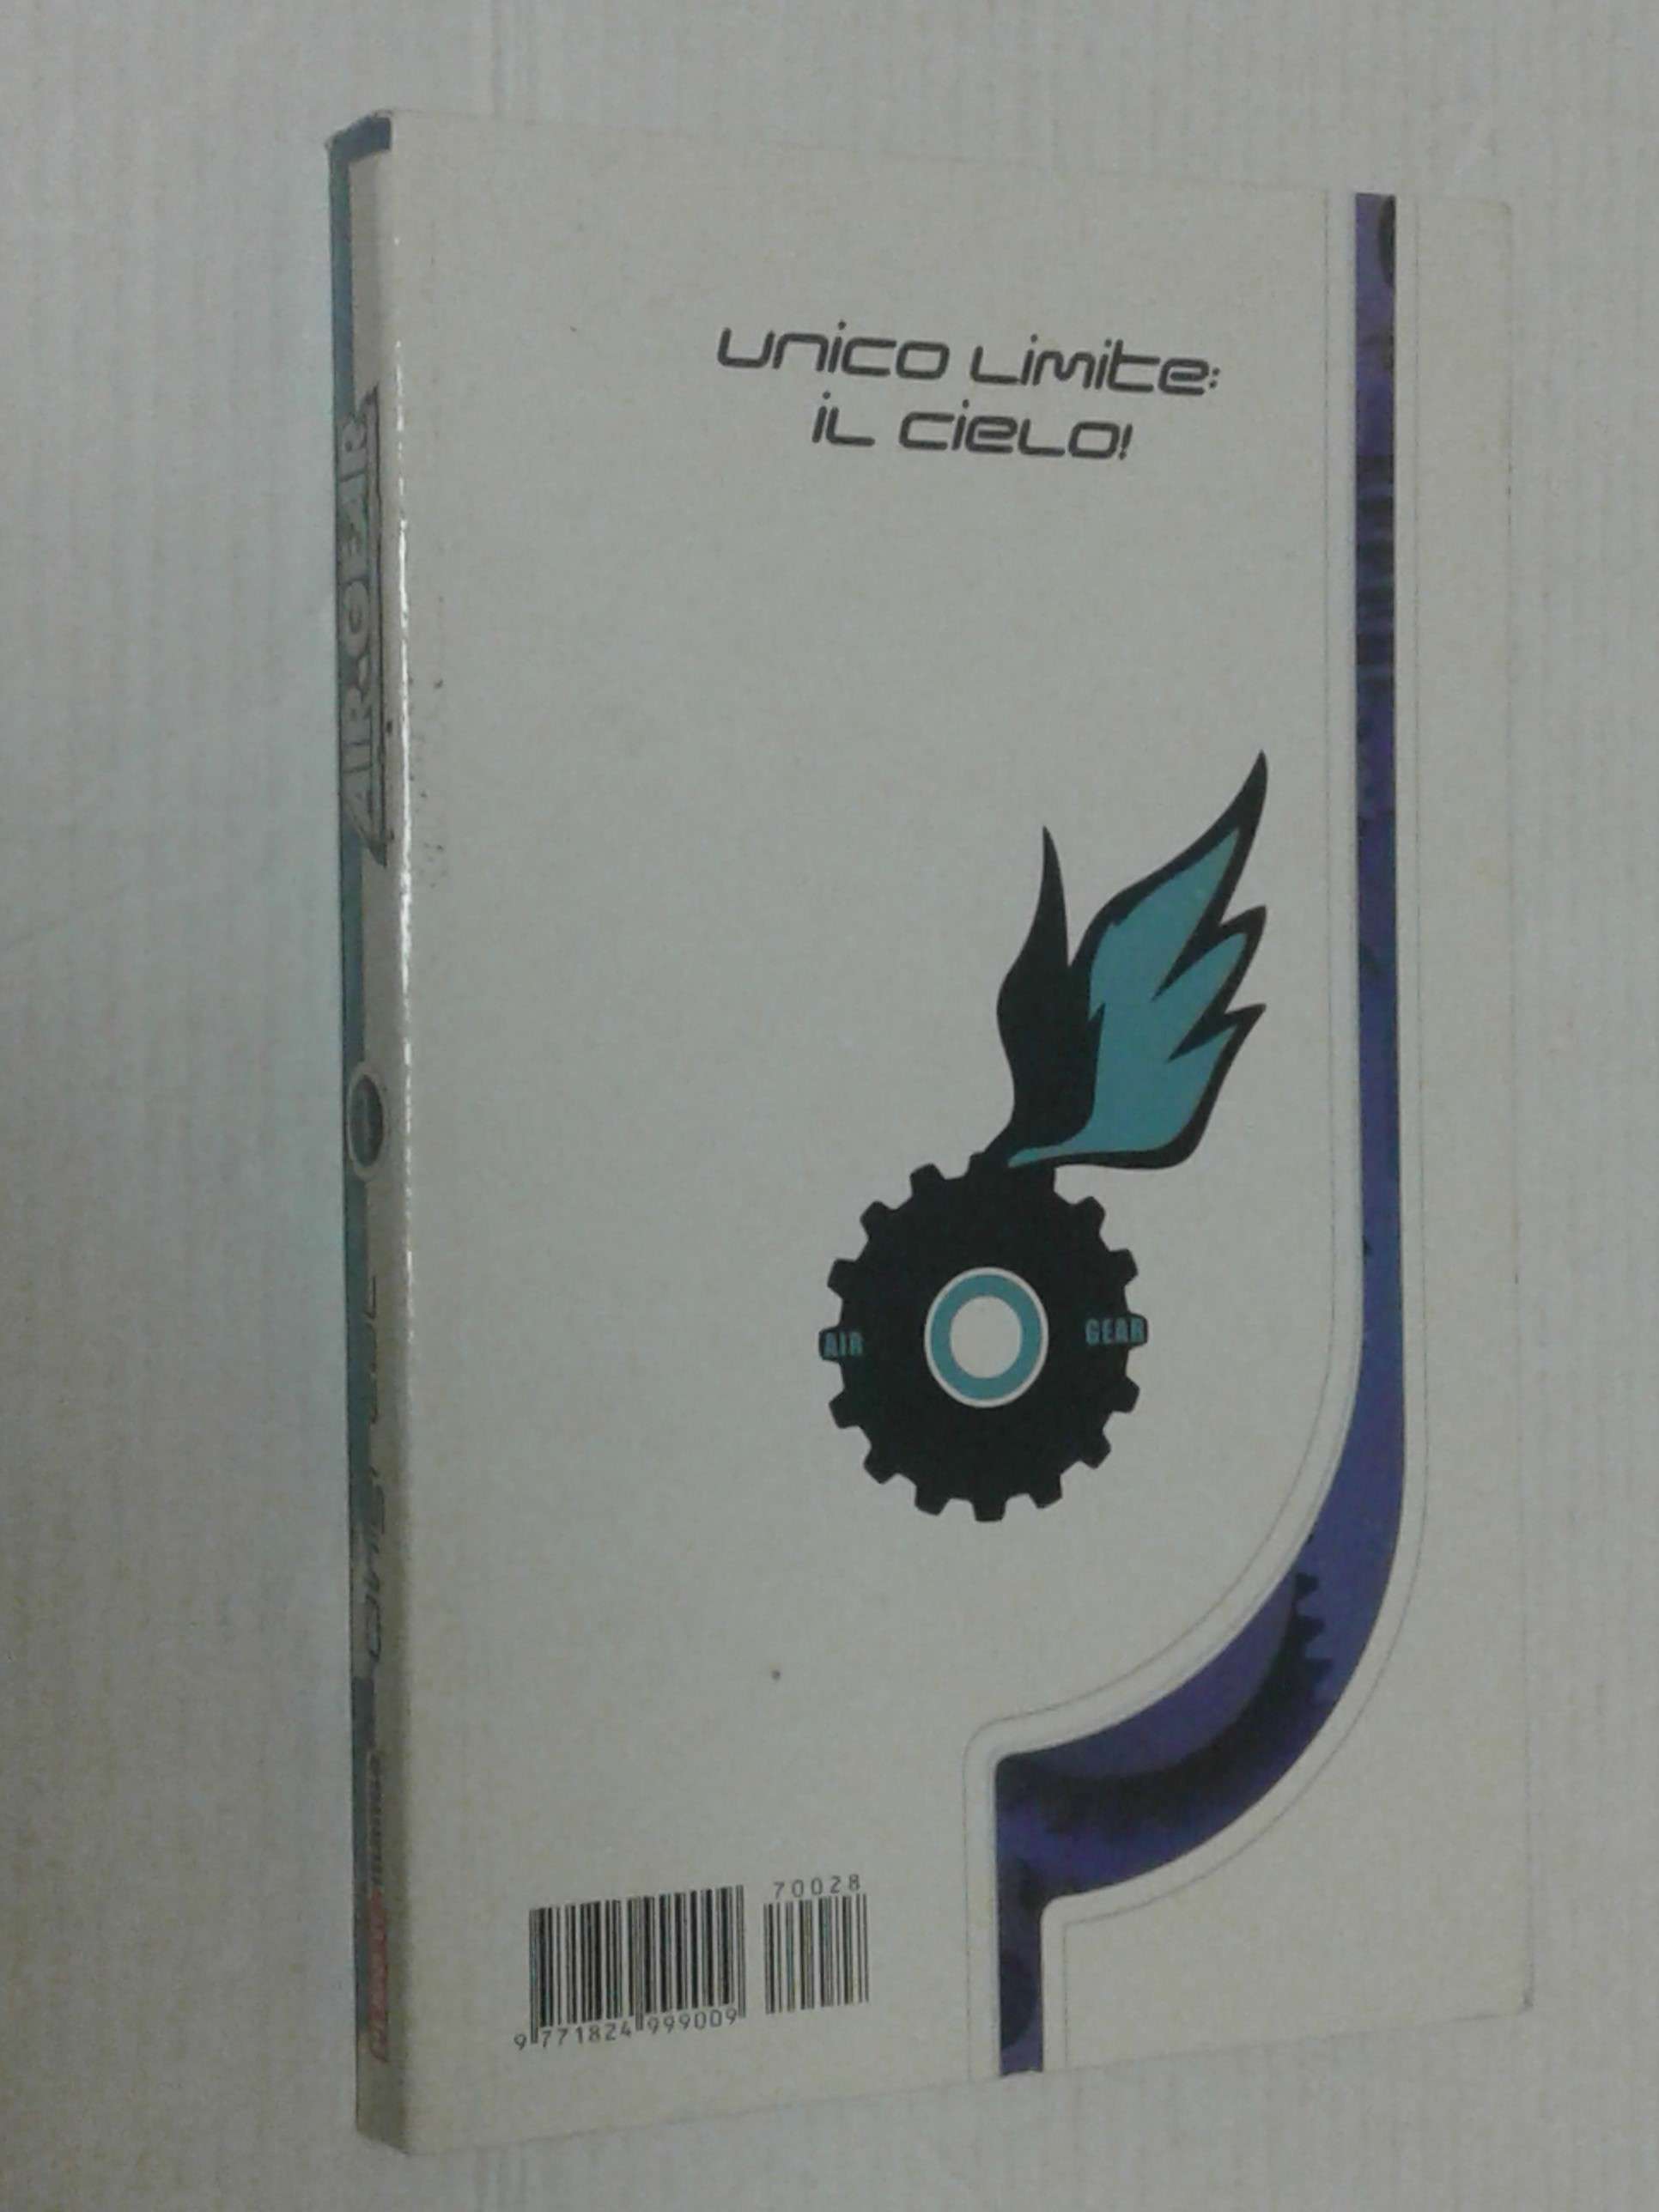 UNICO LIMITE:
IL CIELO!
AIR GEAR
70028
9 771824 999009
AIR GEAR